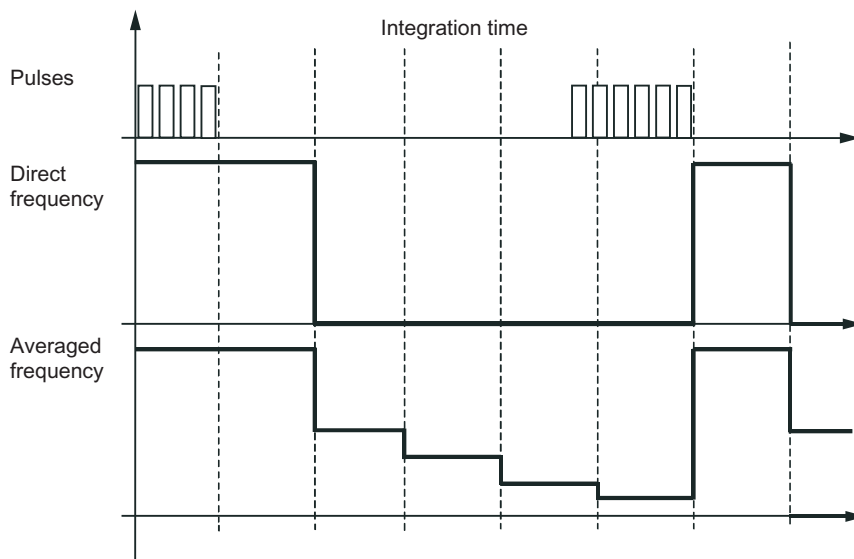 Integration time
Pulses
Direct
frequency
Averaged
frequency